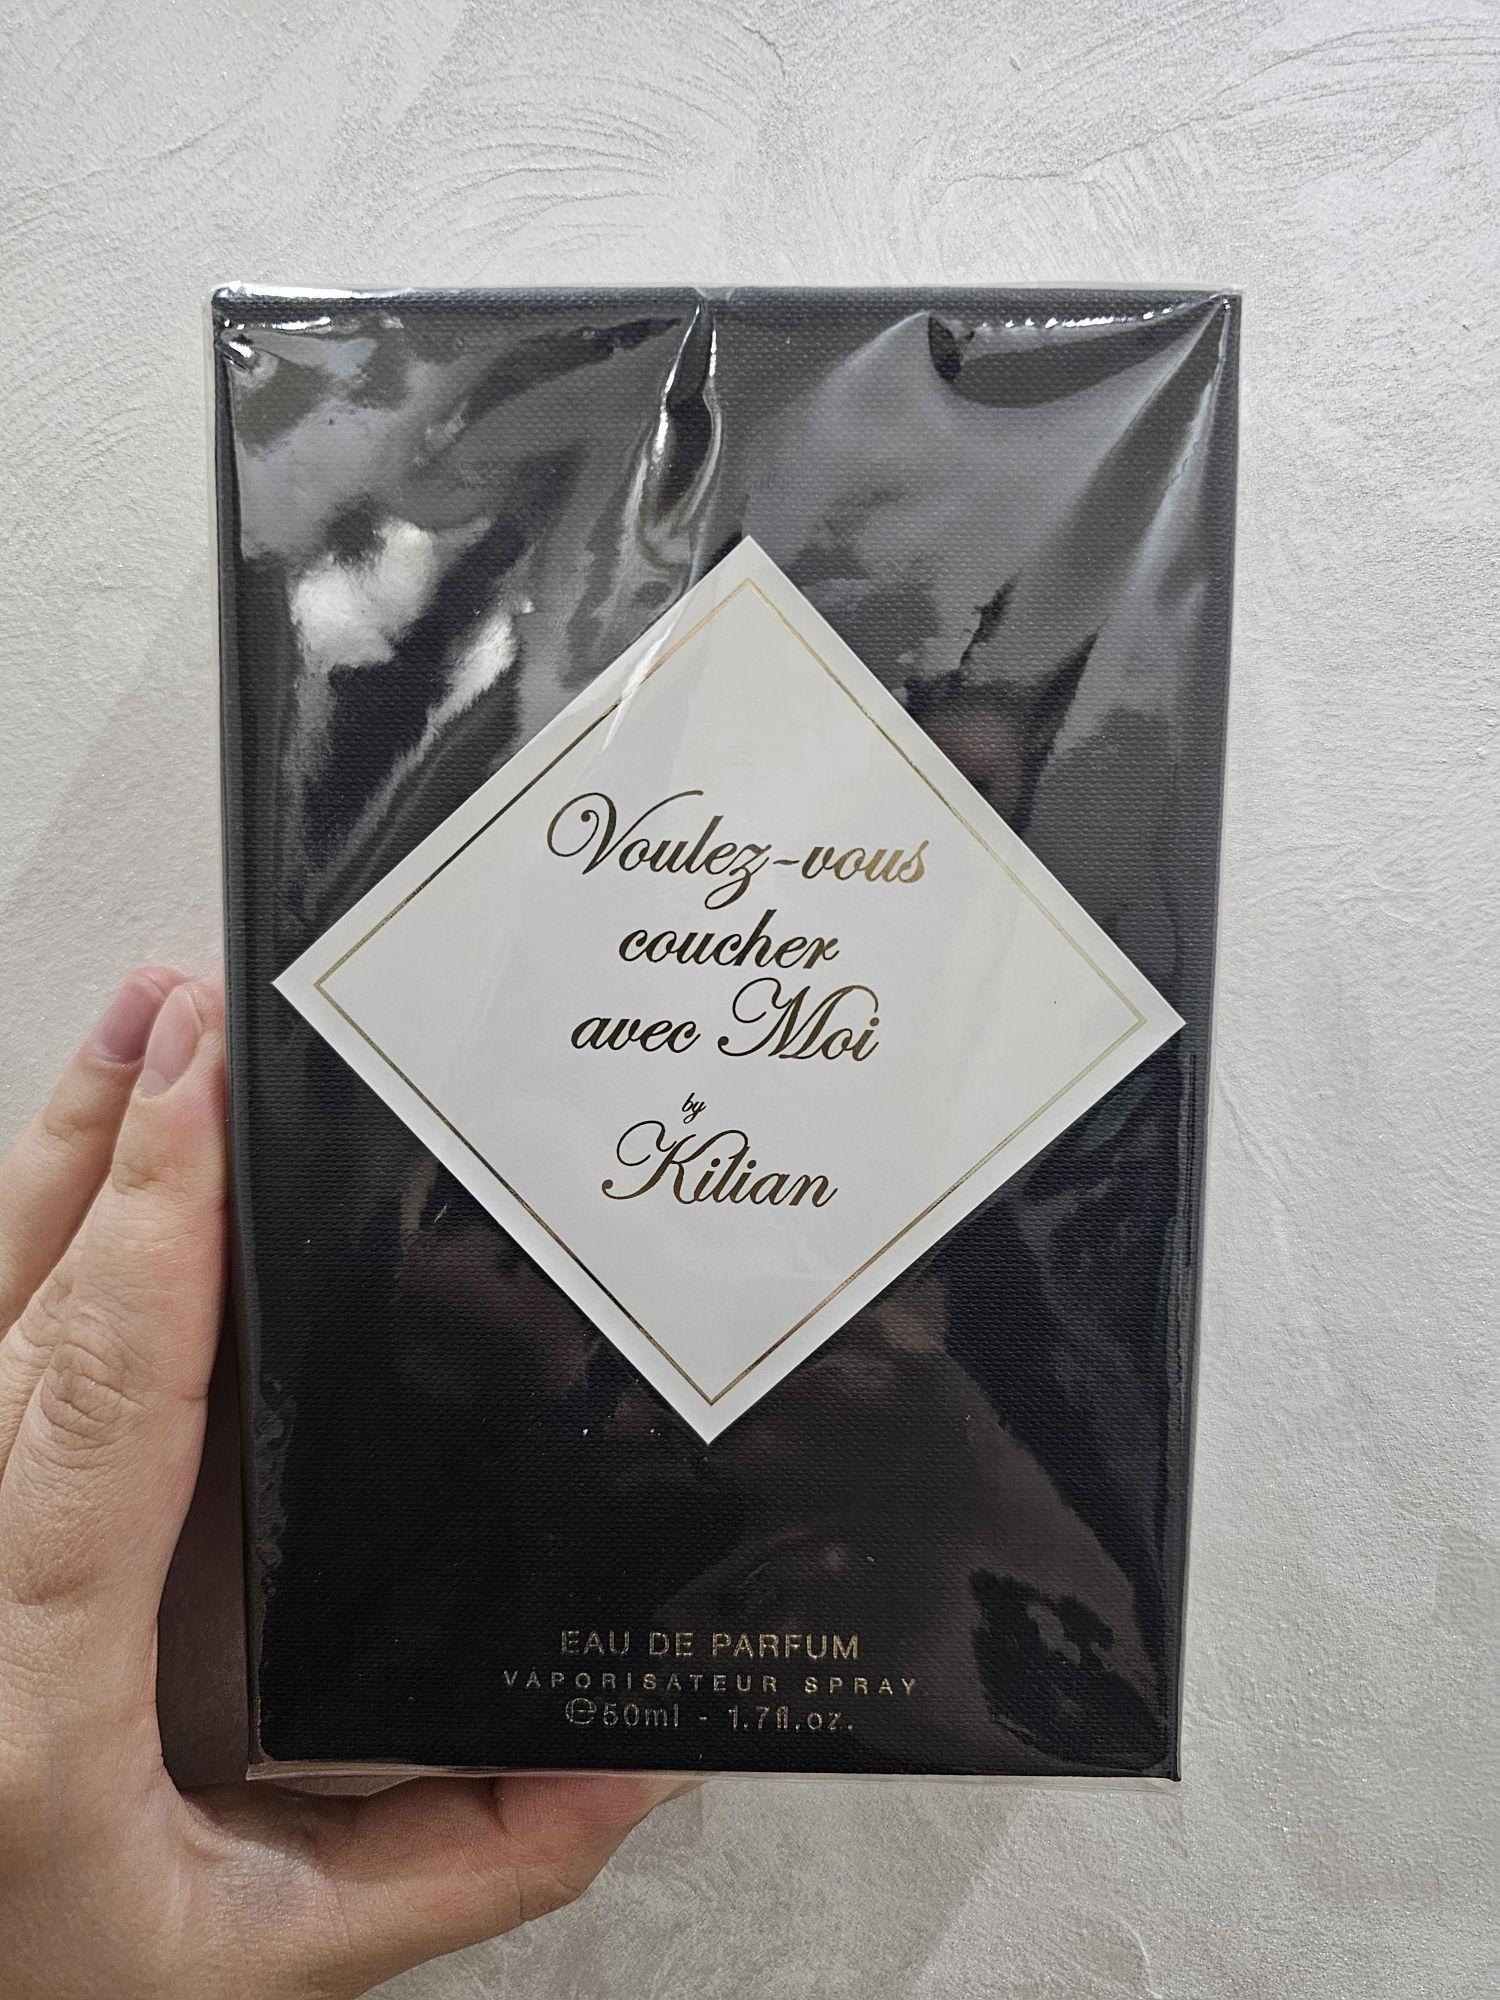 Voulez-vous
coucher
avec Moi
by
Kilian
EAU DE PARFUM
VAPORISATEUR SPRAY
℮50ml - 1.7fl.oz.